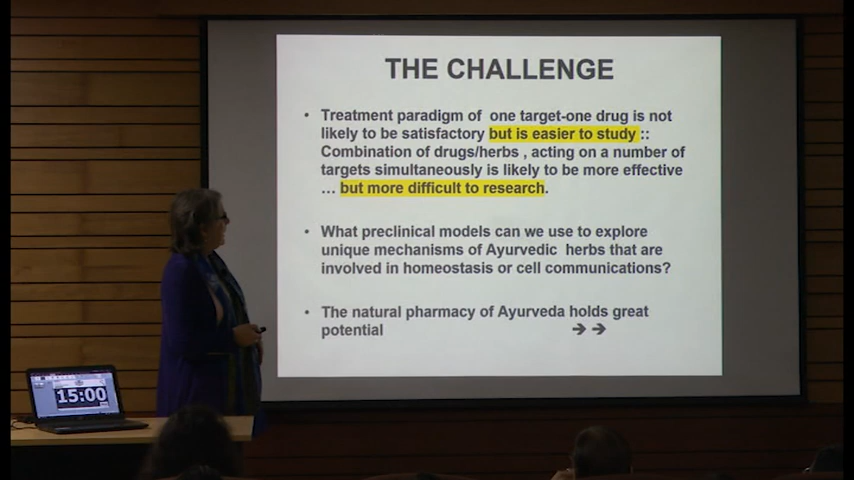 THE CHALLENGE
• Treatment paradigm of one target-one drug is not
likely to be satisfactory but is easier to study ::
Combination of drugs/herbs , acting on a number of
targets simultaneously is likely to be more effective
... but more difficult to research.
• What preclinical models can we use to explore
unique mechanisms of Ayurvedic herbs that are
involved in homeostasis or cell communications?
• The natural pharmacy of Ayurveda holds great
potential ➔ ➔
15:00